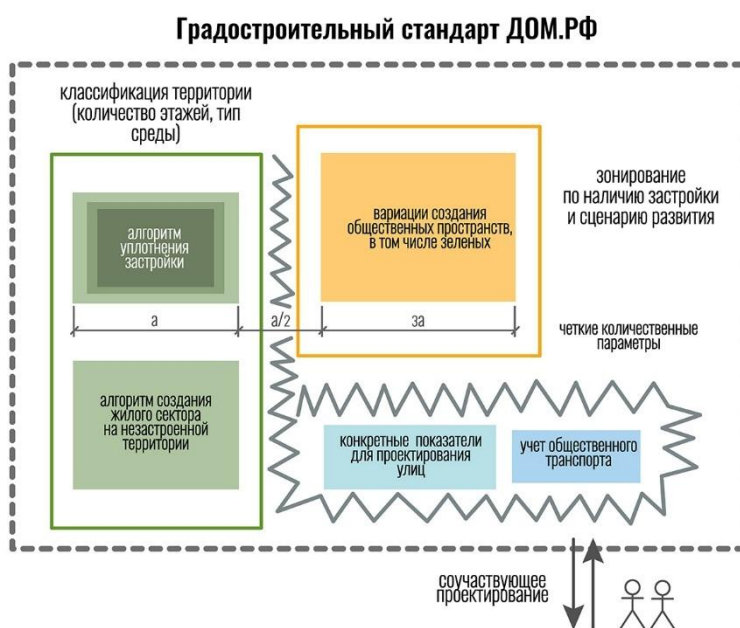 Градостроительный стандарт ДОМ.РФ
классификация территории
(количество этажей, тип
среды)
зонирование
по наличию застройки
и сценарию развития
вариации создания
общественных пространств,
в том числе зеленых
алгоритм
уплотнения
застройки
а
а/2
3а
четкие количественные
параметры
алгоритм создания
жилого сектора
на незастроенной
территории
конкретные показатели
для проектирования
улиц
учет общественного
транспорта
соучаствующее
проектирование